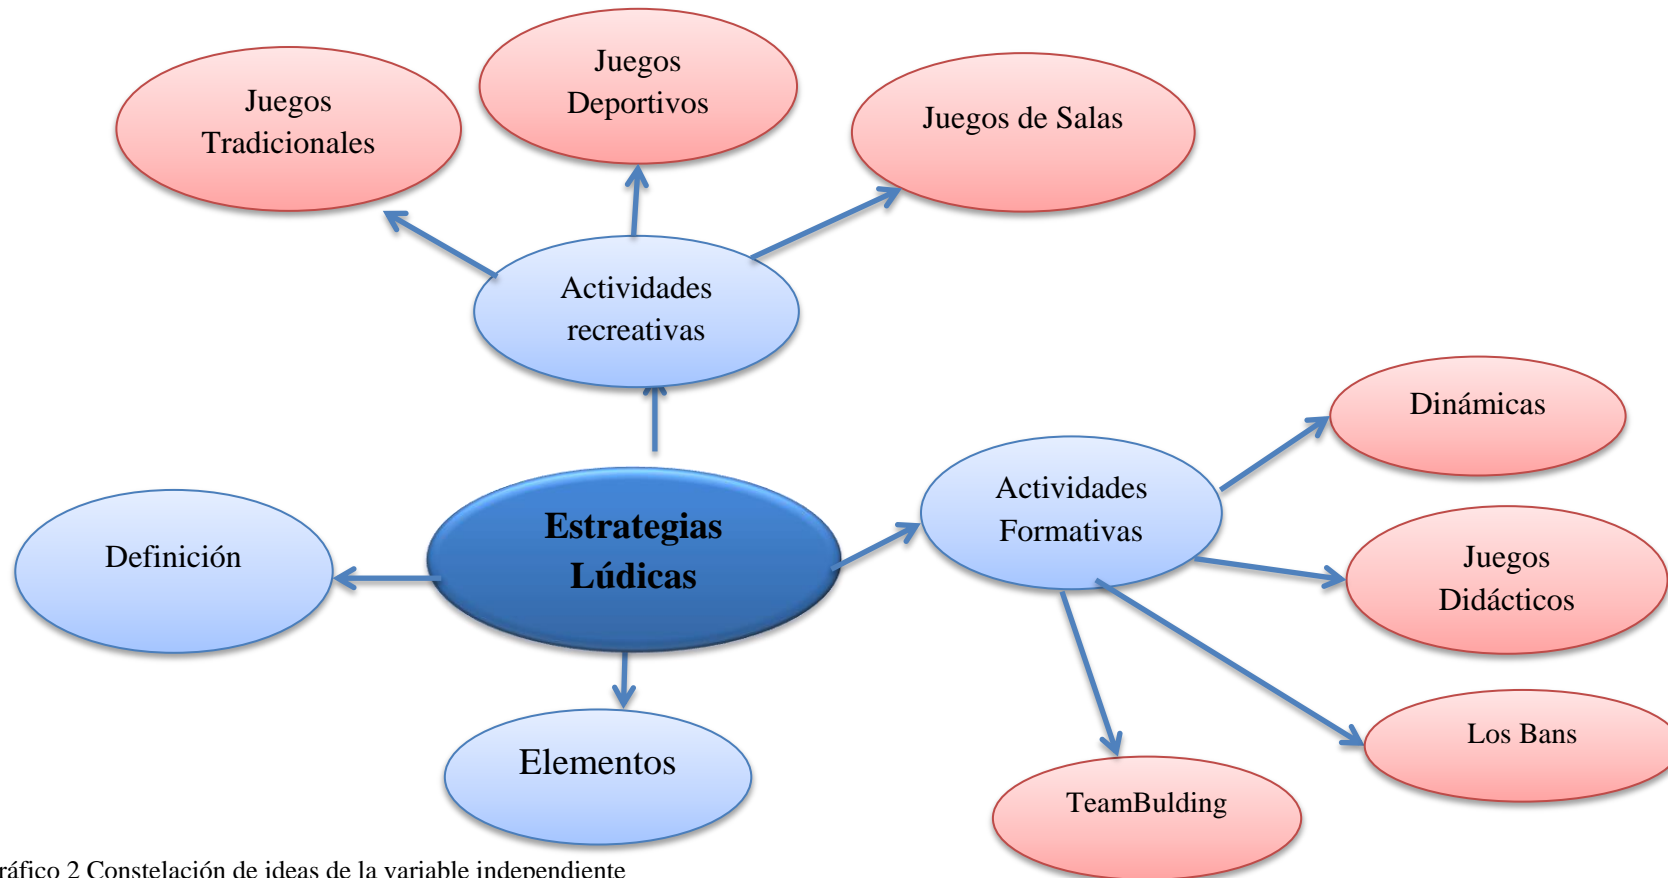 Juegos
Tradicionales
Juegos
Deportivos
Juegos de Salas
Actividades
recreativas
Dinámicas
Actividades
Formativas
Estrategias
Lúdicas
Definición
Juegos
Didácticos
Elementos
Los Bans
TeamBulding
ráfico 2 Constelación de ideas de la variable independiente